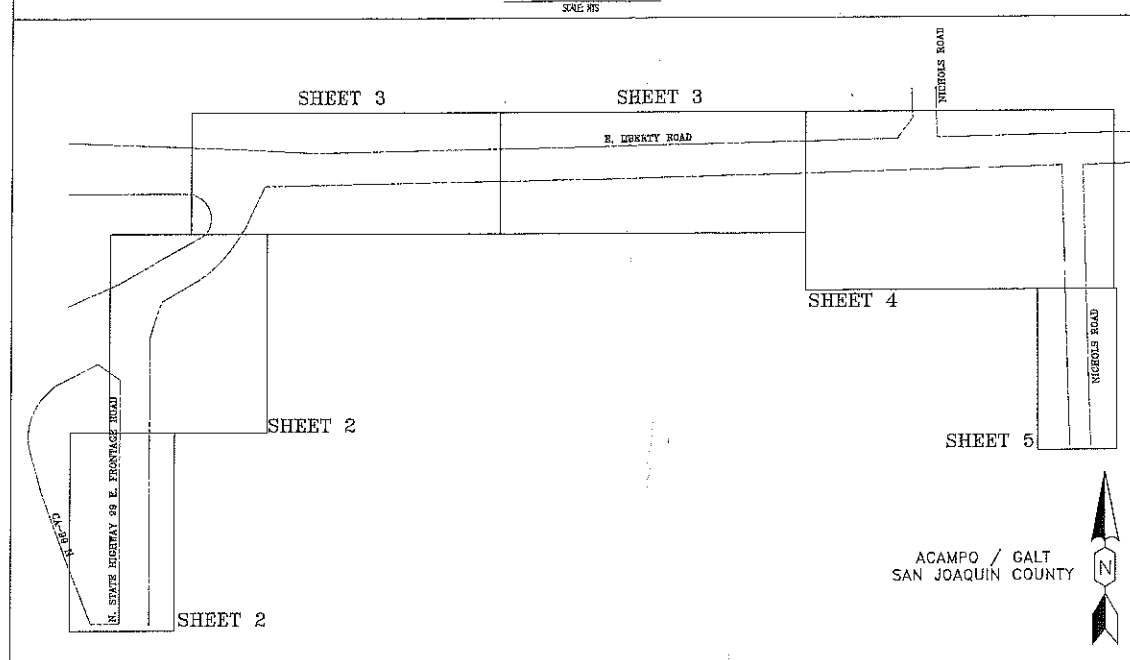 SCALE: NTS
SHEET 3
SHEET 3
NICHOLS ROAD
E. LIBERTY ROAD
SHEET 4
NICHOLS ROAD
SHEET 2
SHEET 5
N. STATE HIGHWAY 99 E. FRONTAGE ROAD
CA-99 N
ACAMPO / GALT
SAN JOAQUIN COUNTY
N
SHEET 2